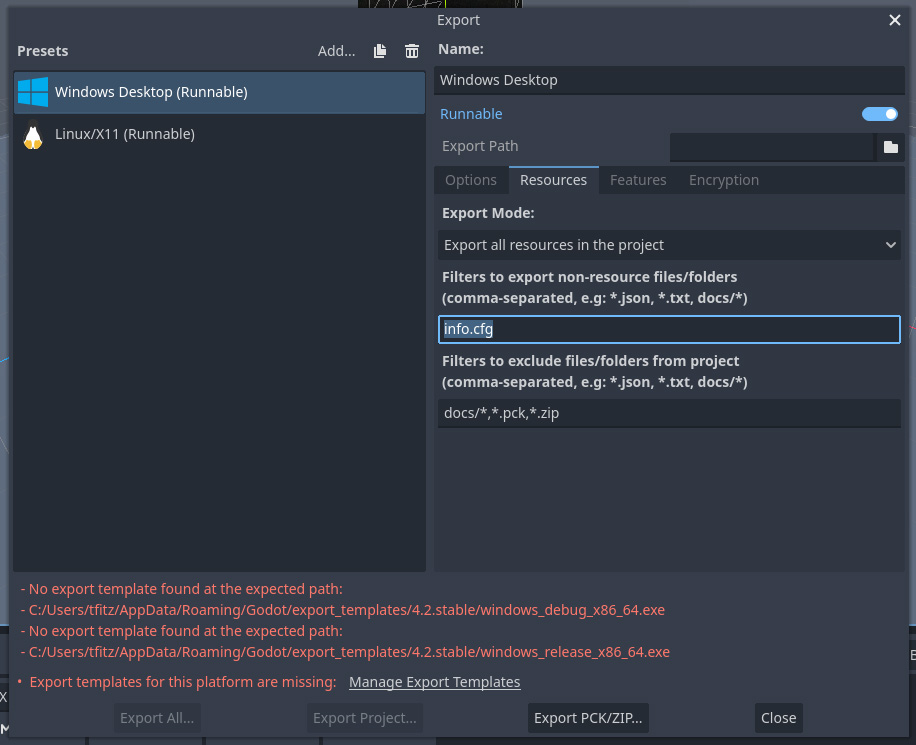 Export
Presets
Add...
Name:
Windows Desktop (Runnable)
Windows Desktop
Linux/X11 (Runnable)
Runnable
Export Path
Options Resources Features Encryption
Export Mode:
Export all resources in the project
Filters to export non-resource files/folders
(comma-separated, e.g: *.json, *.txt, docs/*)
info.cfg
Filters to exclude files/folders from project
(comma-separated, e.g: *.json, *.txt, docs/*)
docs/*,*.pck,*.zip
- No export template found at the expected path:
- C:/Users/tfitz/AppData/Roaming/Godot/export_templates/4.2.stable/windows_debug_x86_64.exe
- No export template found at the expected path:
- C:/Users/tfitz/AppData/Roaming/Godot/export_templates/4.2.stable/windows_release_x86_64.exe
• Export templates for this platform are missing: Manage Export Templates
Export All... Export Project... Export PCK/ZIP... Close